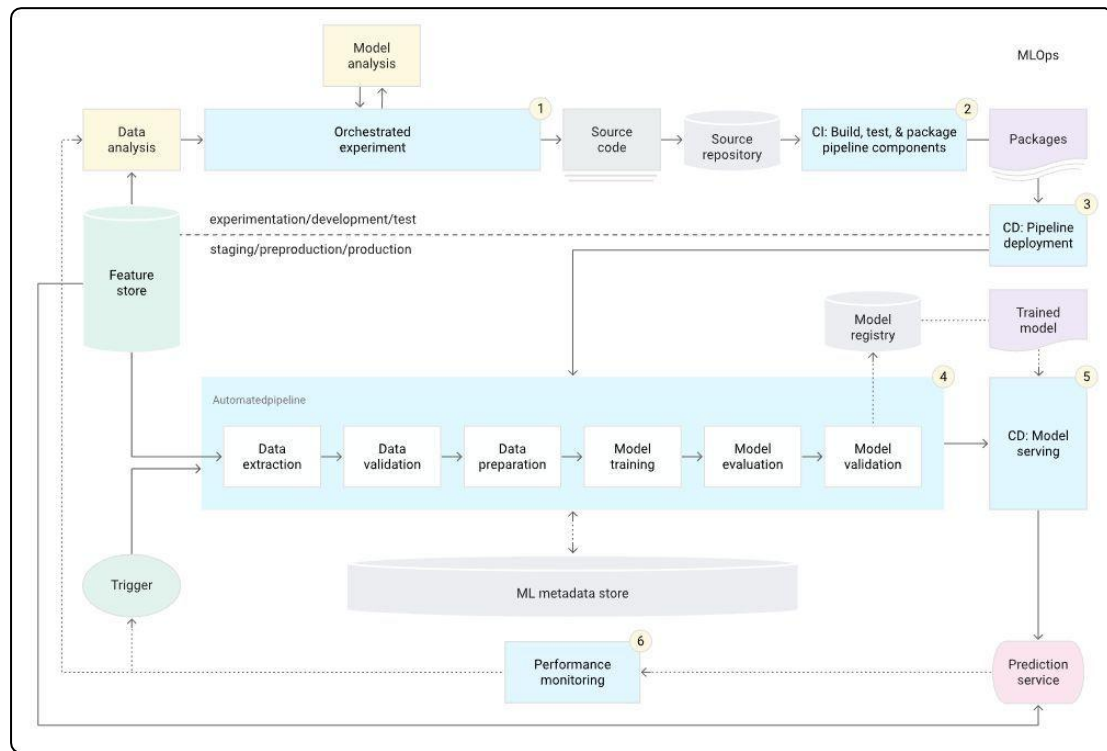 Model
analysis
MLOps
1
2
Data
analysis
Orchestrated
experiment
Source
code
Source
repository
CI: Build, test, & package
pipeline components
Packages
3
experimentation/development/test
staging/preproduction/production
CD: Pipeline
deployment
Feature
store
Model
registry
Trained
model
4
5
Automatedpipeline
Data
extraction
Data
validation
Data
preparation
Model
training
Model
evaluation
Model
validation
CD: Model
serving
Trigger
ML metadata store
6
Performance
monitoring
Prediction
service